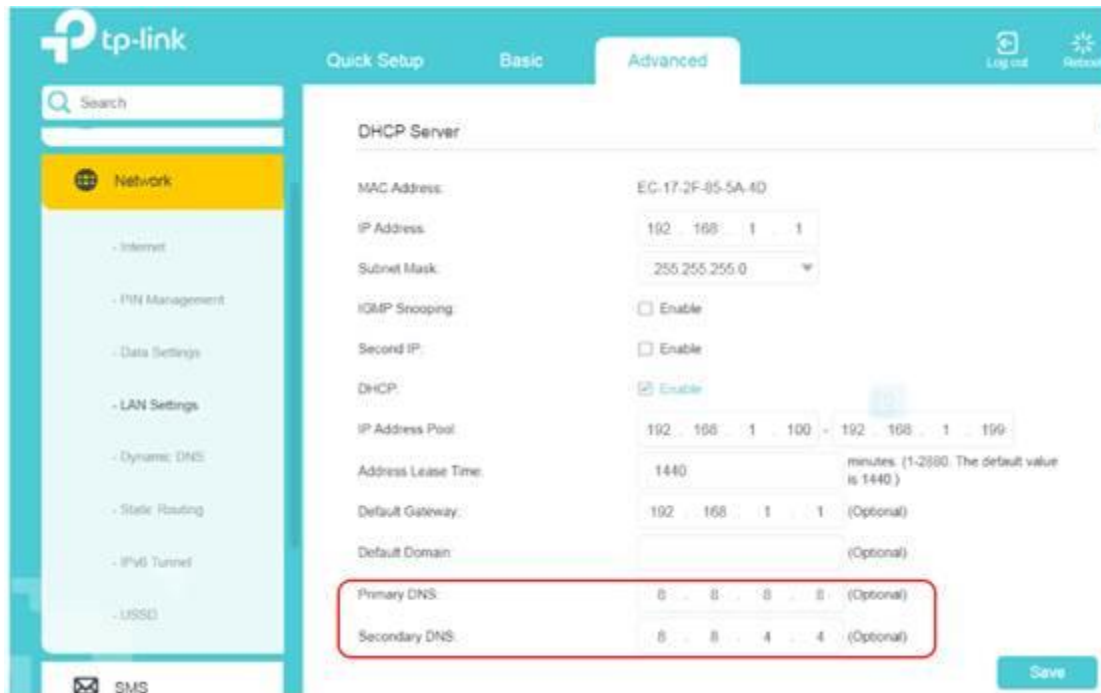 tp-link
Quick Setup
Basic
Advanced
Log out
Reboot
Search
DHCP Server
Network
MAC Address:
EC-17-2F-85-5A-4D
- Internet
IP Address:
192 . 168 . 1 . 1
Subnet Mask:
255.255.255.0
- PIN Management
IGMP Snooping:
Enable
Second IP:
Enable
- Data Settings
DHCP:
Enable
- LAN Settings
IP Address Pool:
192 . 168 . 1 . 100 - 192 . 168 . 1 . 199
- Dynamic DNS
Address Lease Time:
1440
minutes. (1-2880. The default value
is 1440.)
- Static Routing
Default Gateway:
192 . 168 . 1 . 1 (Optional)
- IPv6 Tunnel
Default Domain:
(Optional)
Primary DNS:
8 . 8 . 8 . 8 (Optional)
- USSD
Secondary DNS:
8 . 8 . 4 . 4 (Optional)
Save
SMS